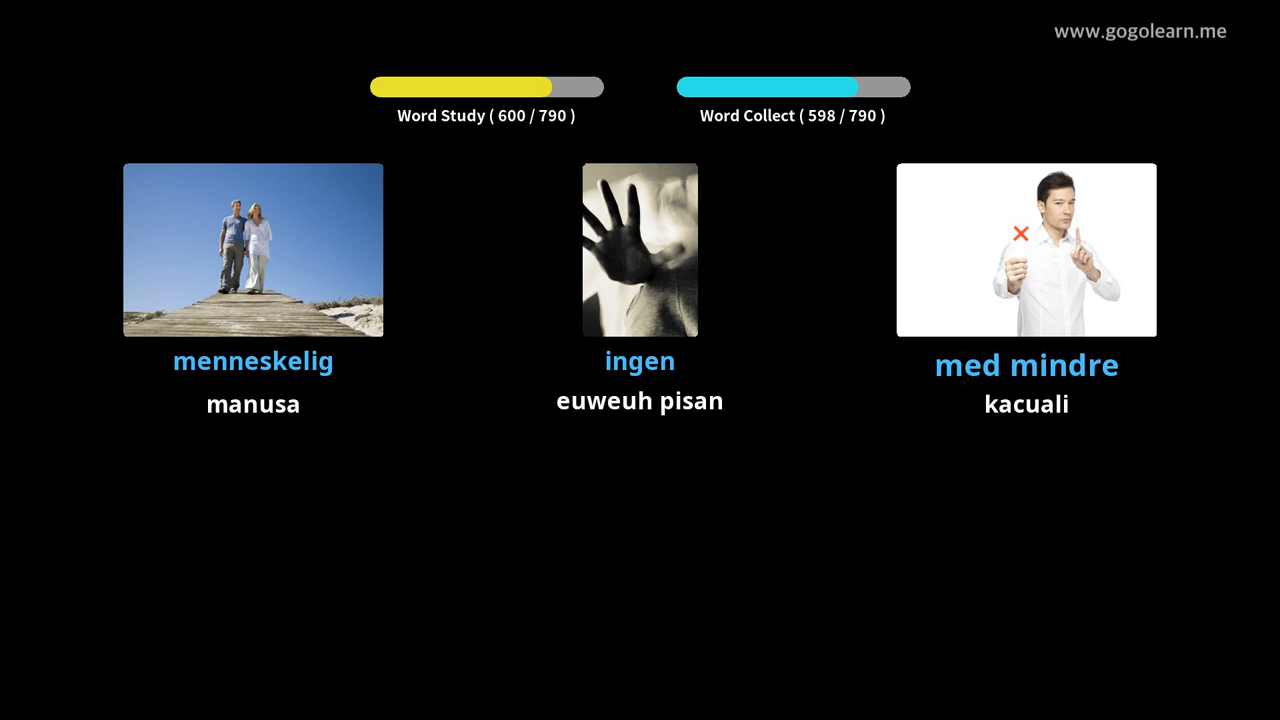 www.gogolearn.me
Word Study ( 600 / 790 )
Word Collect ( 598 / 790 )
menneskelig
manusa
ingen
euweuh pisan
med mindre
kacuali